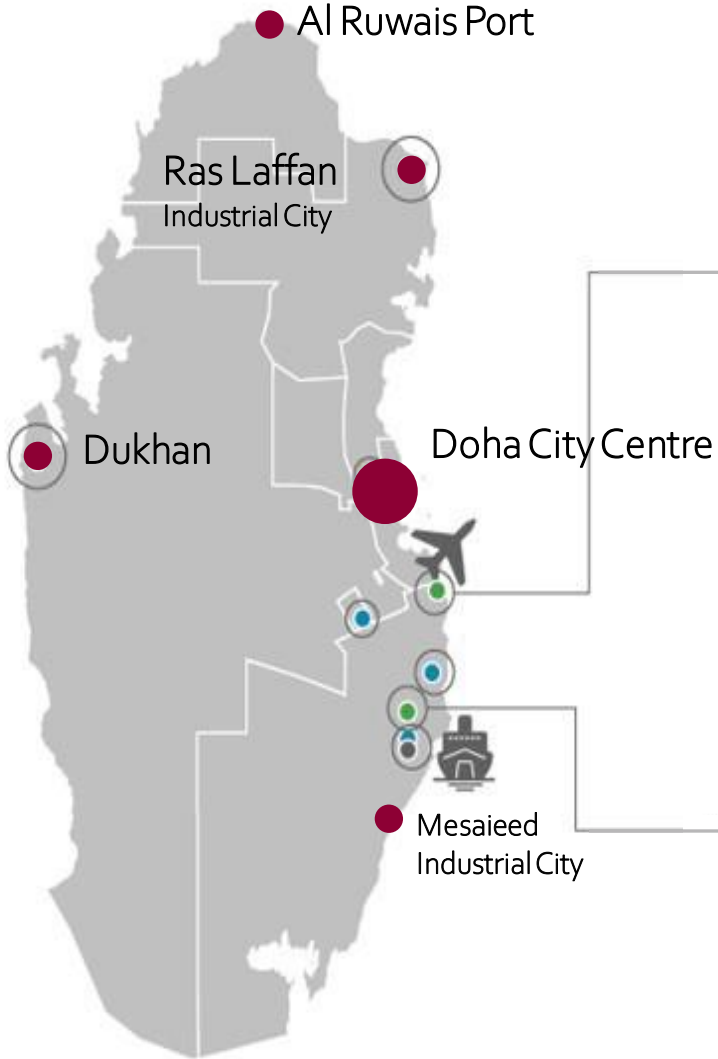 Al Ruwais Port
Ras Laffan
Industrial City
Dukhan
Doha City Centre
Mesaieed
Industrial City